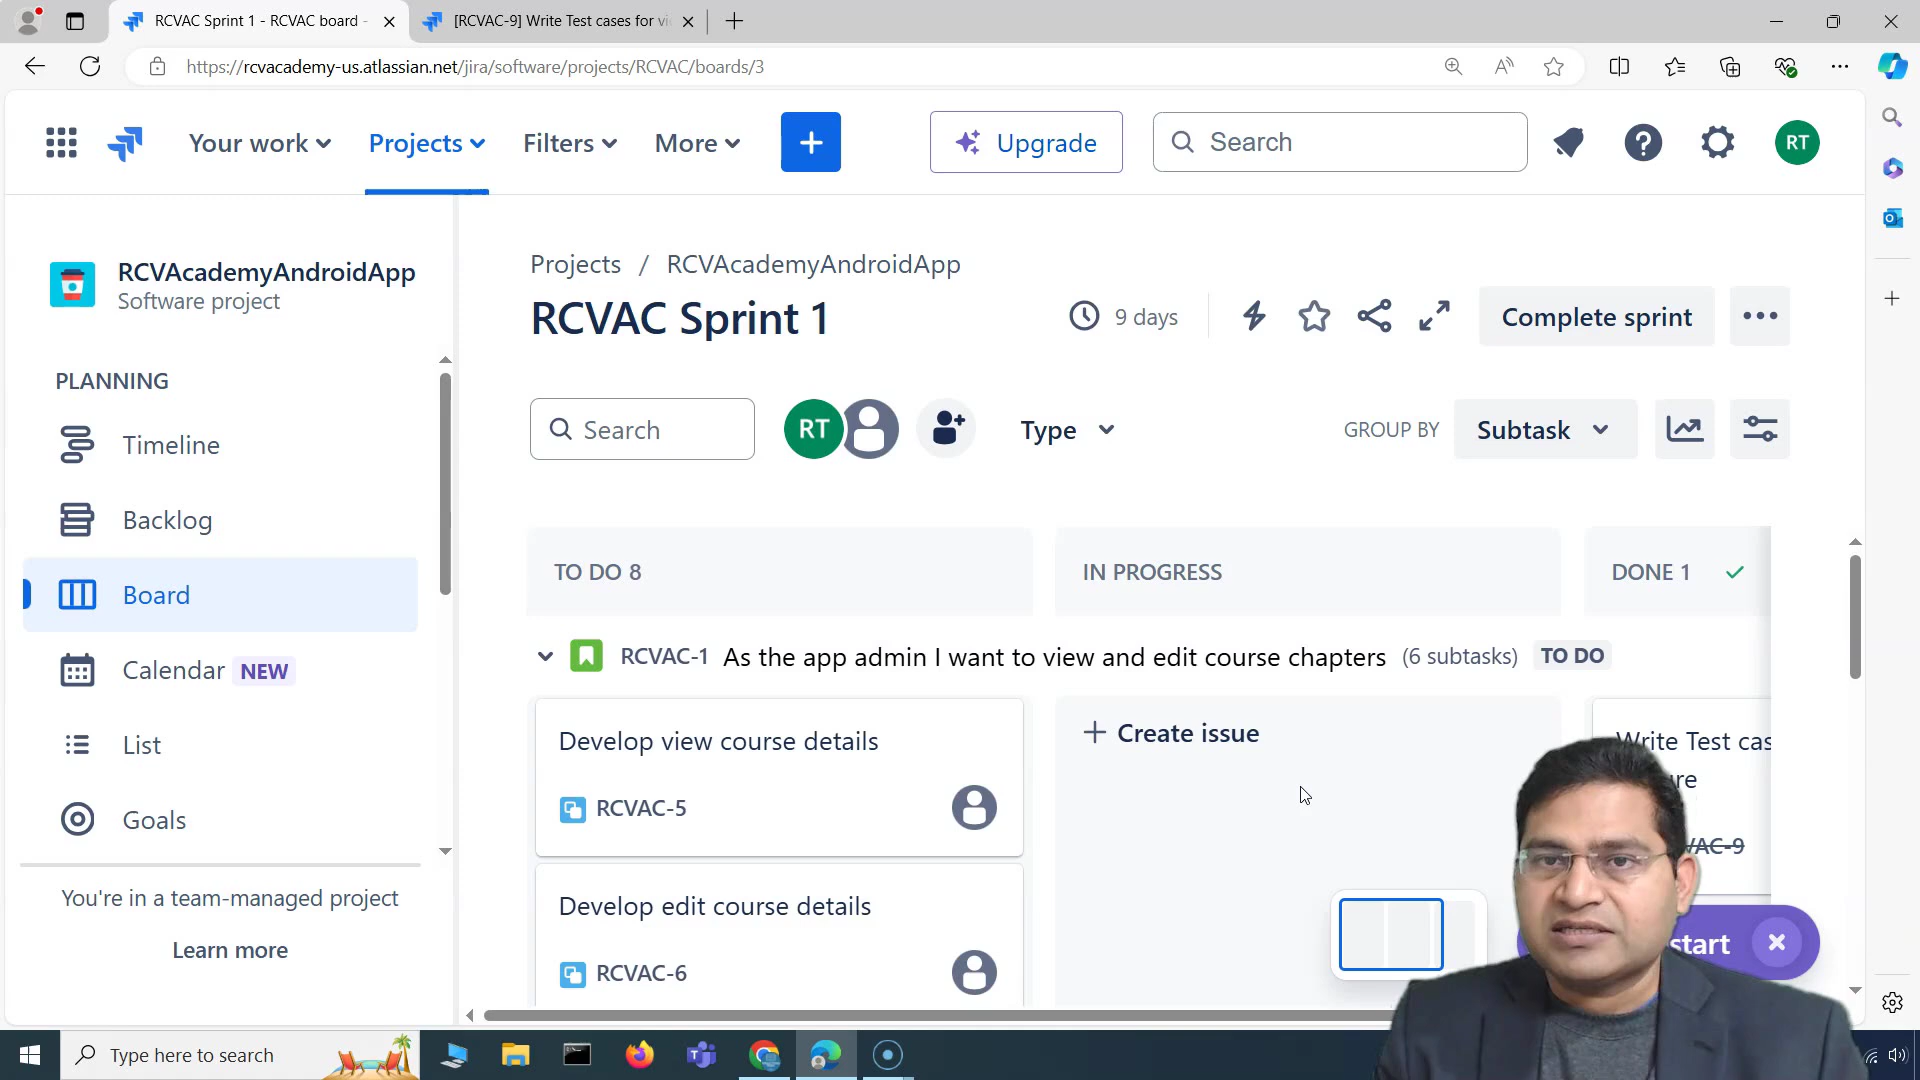 RCVAC Sprint 1 - RCVAC board -
[RCVAC-9] Write Test cases for vi
https://rcvacademy-us.atlassian.net/jira/software/projects/RCVAC/boards/3
Your work
Projects
Filters
More
Upgrade
Search
RT
RCVAcademyAndroidApp
Software project
PLANNING
Timeline
Backlog
Board
Calendar NEW
List
Goals
You're in a team-managed project
Learn more
Projects / RCVAcademyAndroidApp
RCVAC Sprint 1
9 days
Complete sprint
Search
RT
Type
GROUP BY
Subtask
TO DO 8
IN PROGRESS
DONE 1
RCVAC-1 As the app admin I want to view and edit course chapters (6 subtasks) TO DO
Develop view course details
RCVAC-5
Develop edit course details
RCVAC-6
+ Create issue
Write Test cas
re
VAC-9
start
Type here to search